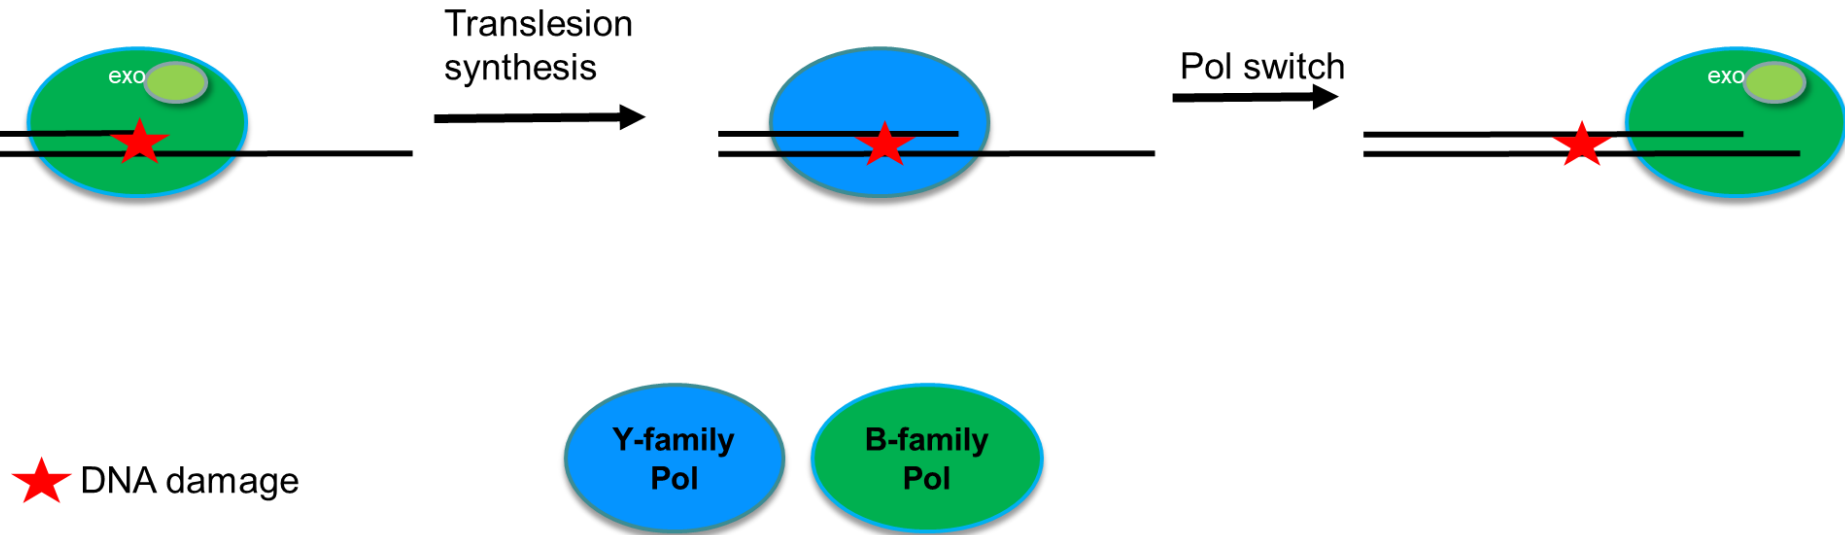 Translesion
synthesis
Pol switch
exo
exo
Y-family
Pol
B-family
Pol
DNA damage